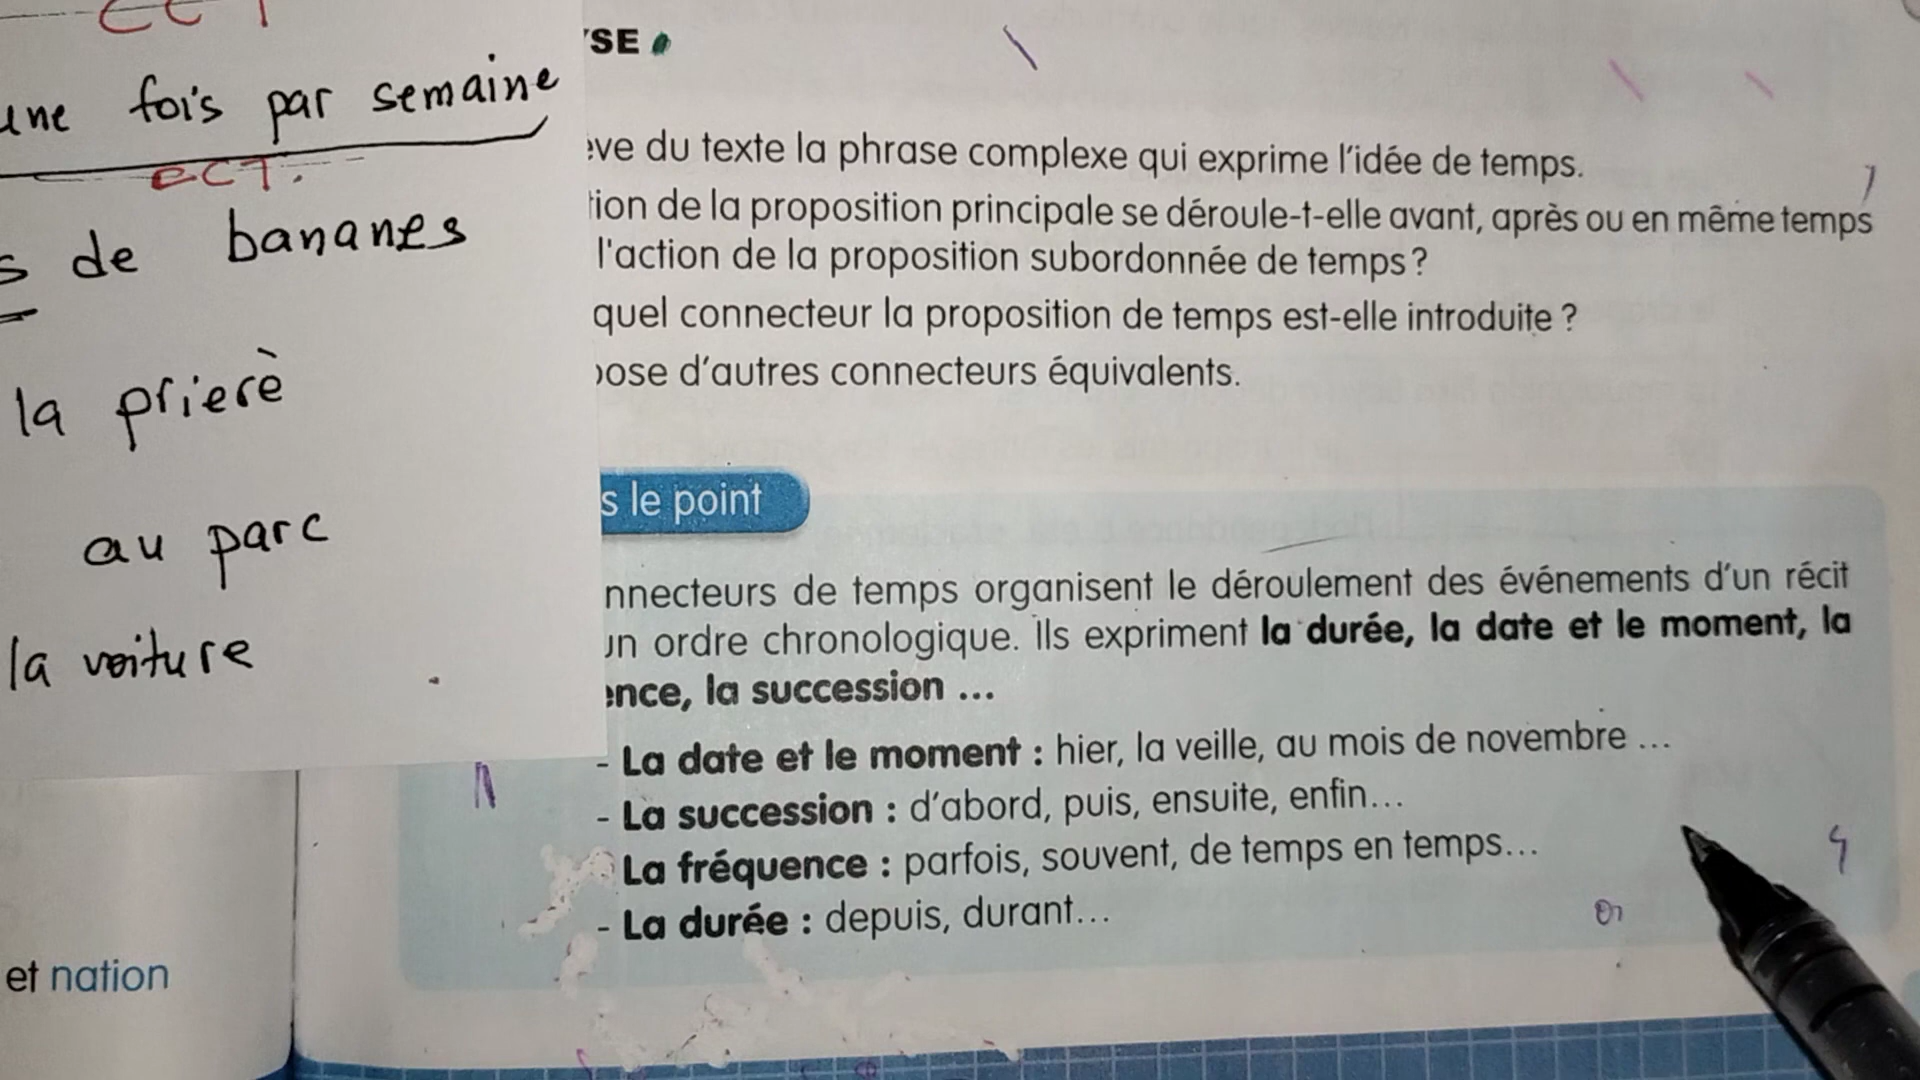 CCT
une fois par semaine
CCT.
s de bananes
la prierè
au parc
la voiture
et nation
YSE
ève du texte la phrase complexe qui exprime l'idée de temps.
tion de la proposition principale se déroule-t-elle avant, après ou en même temps
l'action de la proposition subordonnée de temps ?
quel connecteur la proposition de temps est-elle introduite ?
pose d'autres connecteurs équivalents.
s le point
nnecteurs de temps organisent le déroulement des événements d'un récit
un ordre chronologique. Ils expriment la durée, la date et le moment, la
ence, la succession ...
- La date et le moment : hier, la veille, au mois de novembre ...
- La succession : d'abord, puis, ensuite, enfin...
La fréquence : parfois, souvent, de temps en temps...
- La durée : depuis, durant...